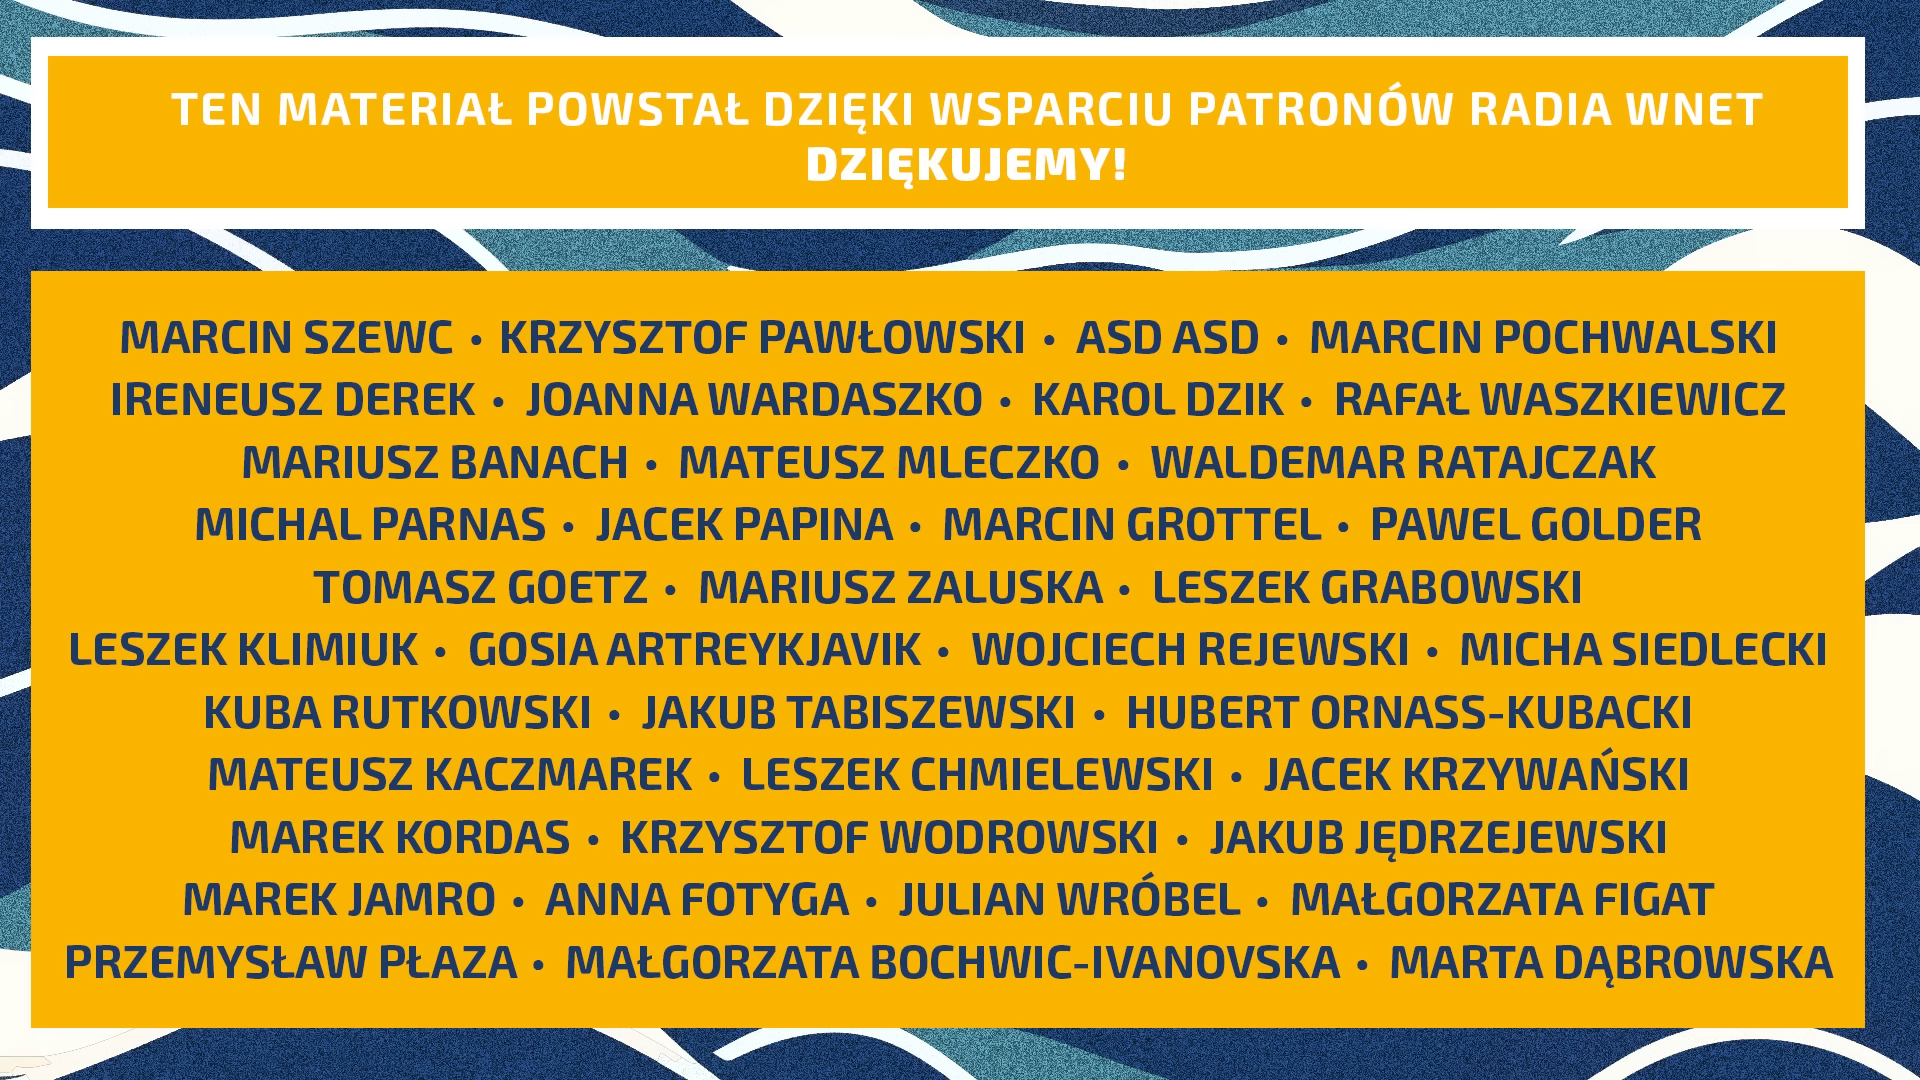 TEN MATERIAŁ POWSTAŁ DZIĘKI WSPARCIU PATRONÓW RADIA WNET
DZIĘKUJEMY!
MARCIN SZEWC • KRZYSZTOF PAWŁOWSKI • ASD ASD • MARCIN POCHWALSKI
IRENEUSZ DEREK • JOANNA WARDASZKO • KAROL DZIK • RAFAŁ WASZKIEWICZ
MARIUSZ BANACH • MATEUSZ MLECZKO • WALDEMAR RATAJCZAK
MICHAL PARNAS • JACEK PAPINA • MARCIN GROTTEL • PAWEL GOLDER
TOMASZ GOETZ • MARIUSZ ZALUSKA • LESZEK GRABOWSKI
LESZEK KLIMIUK • GOSIA ARTREYKJAVIK • WOJCIECH REJEWSKI • MICHA SIEDLECKI
KUBA RUTKOWSKI • JAKUB TABISZEWSKI • HUBERT ORNASS-KUBACKI
MATEUSZ KACZMAREK • LESZEK CHMIELEWSKI • JACEK KRZYWAŃSKI
MAREK KORDAS • KRZYSZTOF WODROWSKI • JAKUB JĘDRZEJEWSKI
MAREK JAMRO • ANNA FOTYGA • JULIAN WRÓBEL • MAŁGORZATA FIGAT
PRZEMYSŁAW PŁAZA • MAŁGORZATA BOCHWIC-IVANOVSKA • MARTA DĄBROWSKA